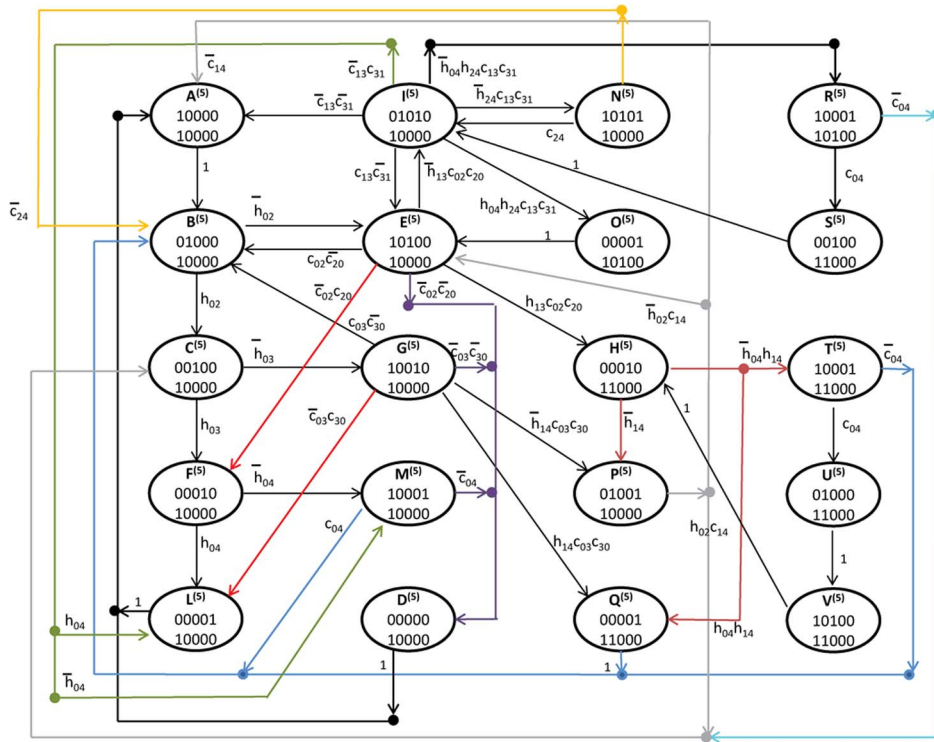 c̅₁₄
c̅₁₃c₃₁
h̅₀₄h₂₄c₁₃c₃₁
A⁽⁵⁾
10000
10000
c̅₁₃c̅₃₁
I⁽⁵⁾
01010
10000
h̅₂₄c₁₃c₃₁
c₂₄
N⁽⁵⁾
10101
10000
R⁽⁵⁾
10001
10100
c̅₀₄
1
c₁₃c̅₃₁
h̅₁₃c₀₂c₂₀
h₀₄h₂₄c₁₃c₃₁
1
c₀₄
c̅₂₄
B⁽⁵⁾
01000
10000
h̅₀₂
c₀₂c̅₂₀
E⁽⁵⁾
10100
10000
1
O⁽⁵⁾
00001
10100
S⁽⁵⁾
00100
11000
h₀₂
c̅₀₂c₂₀
c̅₀₂c̅₂₀
c₀₃c̅₃₀
h₁₃c₀₂c₂₀
h̅₀₂c₁₄
C⁽⁵⁾
00100
10000
h̅₀₃
G⁽⁵⁾
10010
10000
c̅₀₃c̅₃₀
H⁽⁵⁾
00010
11000
h̅₀₄h₁₄
T⁽⁵⁾
10001
11000
c̅₀₄
h₀₃
c̅₀₃c₃₀
h̅₁₄c₀₃c₃₀
h̅₁₄
1
c₀₄
F⁽⁵⁾
00010
10000
h̅₀₄
M⁽⁵⁾
10001
10000
c̅₀₄
P⁽⁵⁾
01001
10000
U⁽⁵⁾
01000
11000
h₀₄
c₀₄
h₁₄c₀₃c₃₀
h₀₂c₁₄
1
L⁽⁵⁾
00001
10000
1
D⁽⁵⁾
00000
10000
Q⁽⁵⁾
00001
11000
V⁽⁵⁾
10100
11000
h₀₄
h₀₄h₁₄
h̅₀₄
1
1